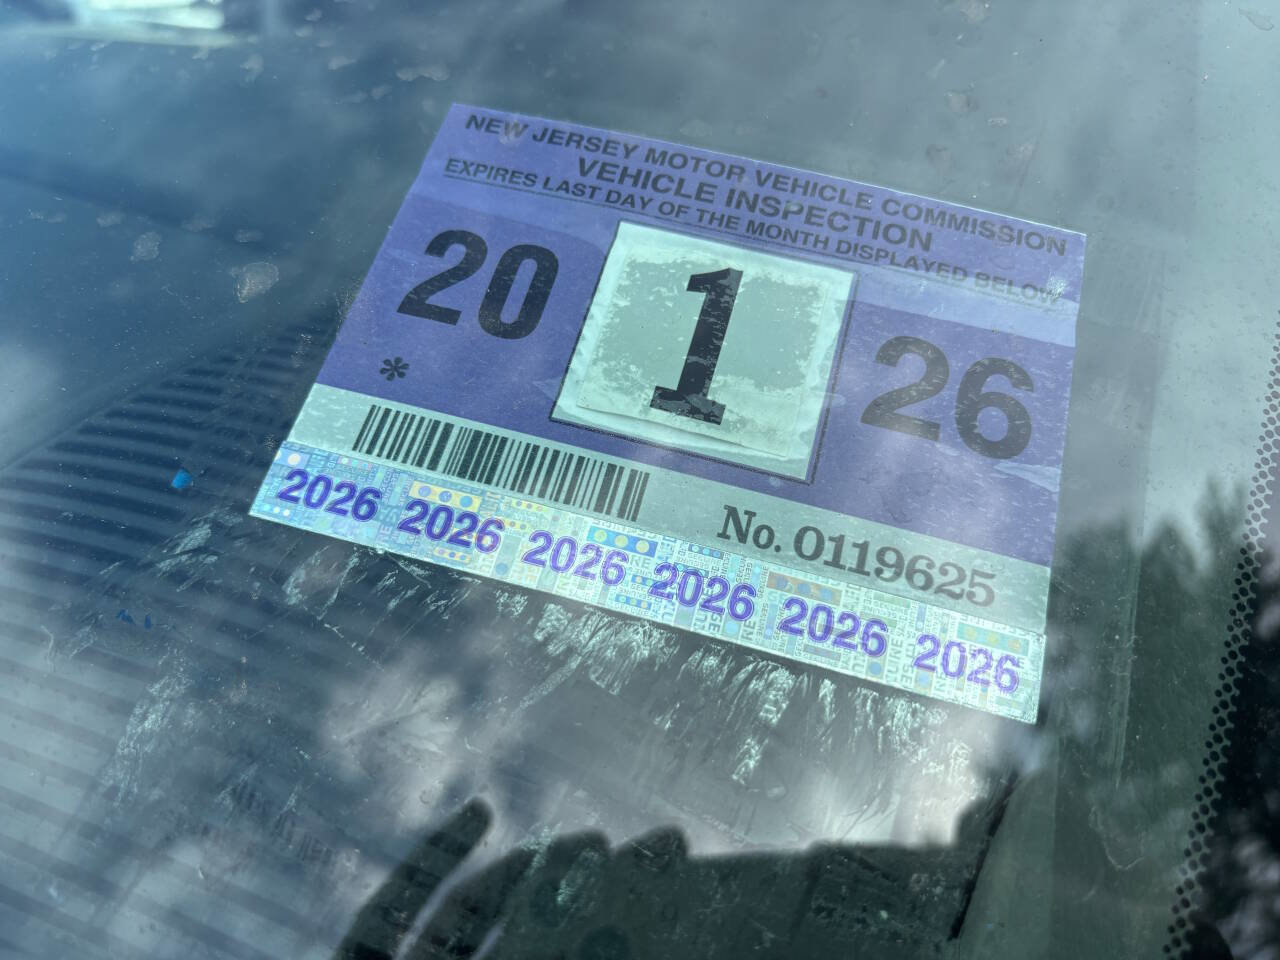 NEW JERSEY MOTOR VEHICLE COMMISSION
VEHICLE INSPECTION
EXPIRES LAST DAY OF THE MONTH DISPLAYED BELOW
20 1 26
*
No. 0119625
2026 2026 2026 2026 2026 2026